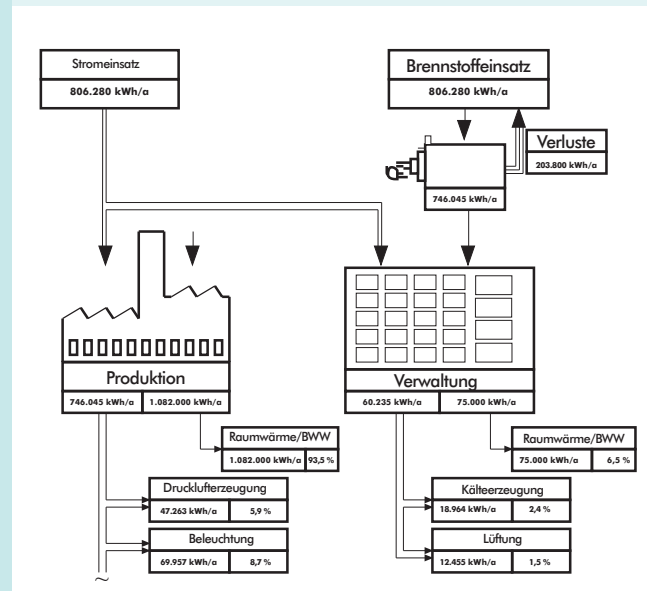 Stromeinsatz
806.280 kWh/a
Brennstoffeinsatz
806.280 kWh/a
Verluste
203.800 kWh/a
746.045 kWh/a
Produktion
746.045 kWh/a 1.082.000 kWh/a
Verwaltung
60.235 kWh/a 75.000 kWh/a
Raumwärme/BWW
1.082.000 kWh/a 93,5 %
Raumwärme/BWW
75.000 kWh/a 6,5 %
Drucklufterzeugung
47.263 kWh/a 5,9 %
Kälteerzeugung
18.964 kWh/a 2,4 %
Beleuchtung
69.957 kWh/a 8,7 %
Lüftung
12.455 kWh/a 1,5 %
~